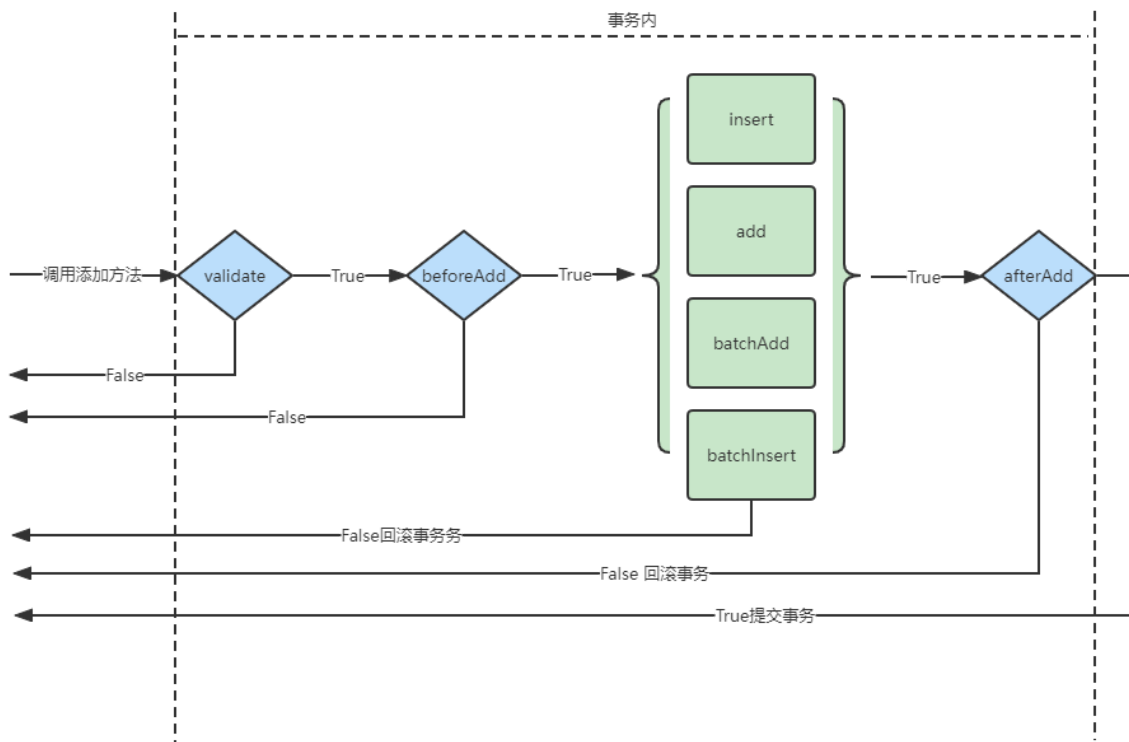 事务内
insert
add
调用添加方法
validate
True
beforeAdd
True
True
afterAdd
batchAdd
False
False
batchInsert
False回滚事务务
False 回滚事务
True提交事务